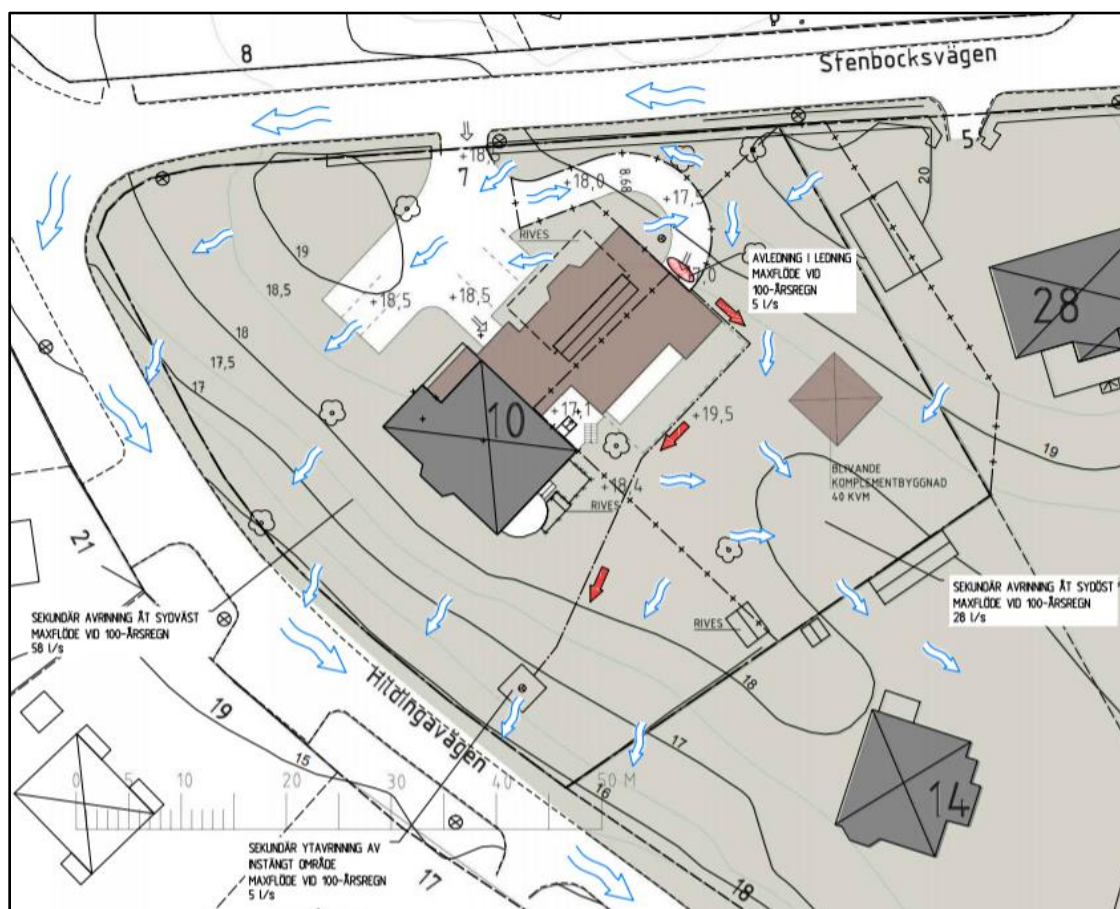 8
Stenbocksvägen
5
+18,5
7
+18,0
8.68
+17,5
20
RIVES
AVLEDNING I LEDNING
MAXFLÖDE VID
100-ÅRSREGN
5 l/s
19
18,5
+18,5
+18,5
28
18
17,5
17
10
+17,1
+19,5
19
+18,4
RIVES
BLIVANDE
KOMPLEMENTBYGGNAD
40 KVM
21
SEKUNDÄR AVRINNING ÅT SYDVÄST
MAXFLÖDE VID 100-ÅRSREGN
58 l/s
SEKUNDÄR AVRINNING ÅT SYDÖST
MAXFLÖDE VID 100-ÅRSREGN
28 l/s
RIVES
18
Hildingavägen
19
17
15
16
0 5 10 20 30 40 50 M
14
SEKUNDÄR YTAVRINNING AV
INSTÄNGT OMRÅDE
MAXFLÖDE VID 100-ÅRSREGN
5 l/s
17
18